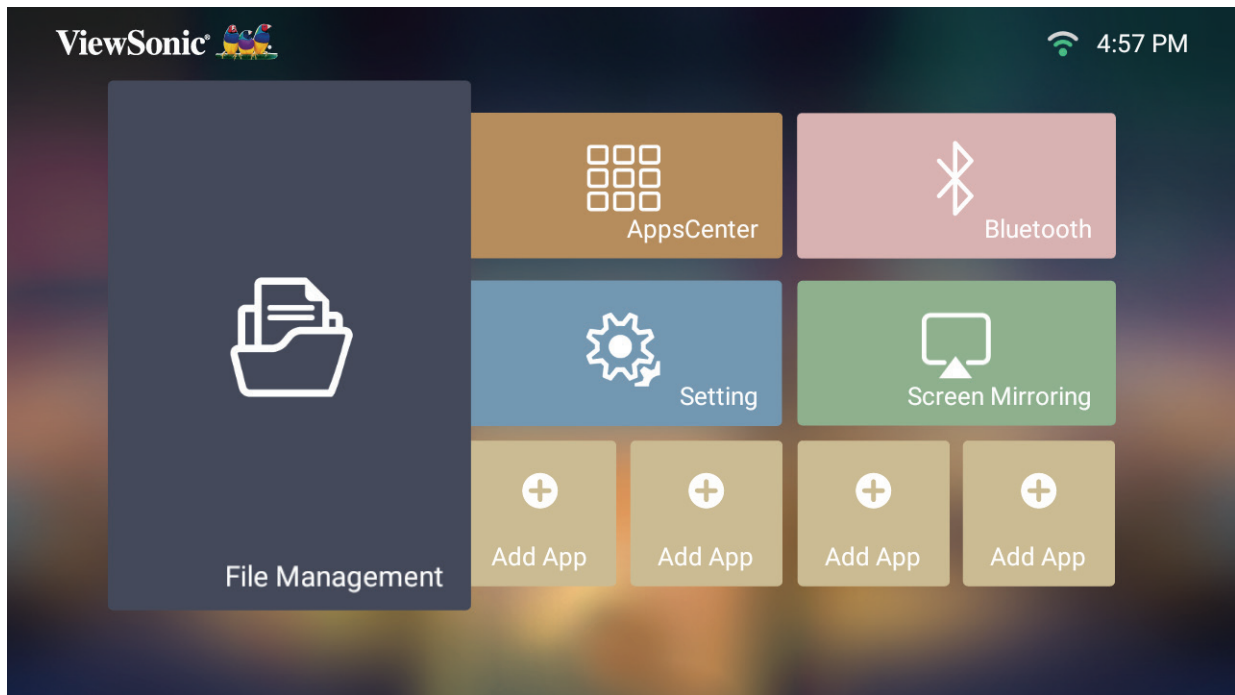 ViewSonic®
4:57 PM
AppsCenter
Bluetooth
Setting
Screen Mirroring
Add App
Add App
Add App
Add App
File Management